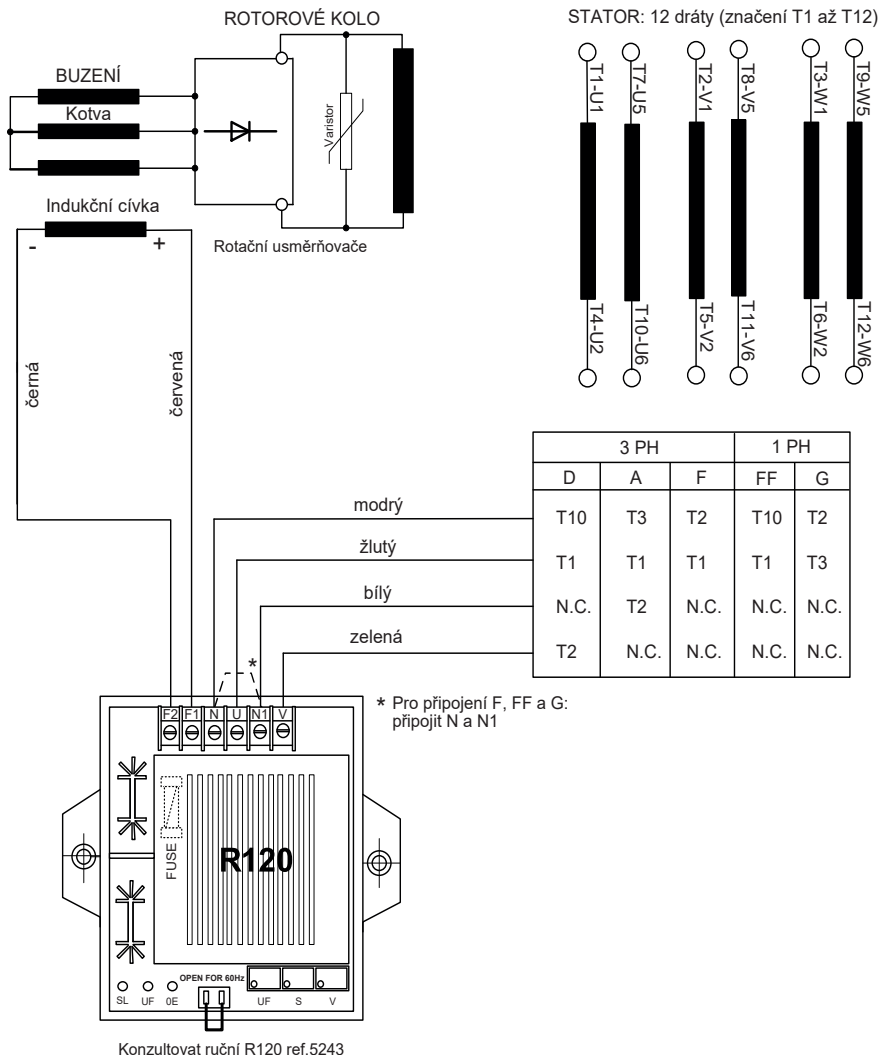 ROTOROVÉ KOLO
STATOR: 12 dráty (značení T1 až T12)
BUZENÍ
Kotva
Varistor
Indukční cívka
- +
Rotační usměrňovače
T1-U1
T7-U5
T2-V1
T8-V5
T3-W1
T9-W5
T4-U2
T10-U6
T5-V2
T11-V6
T6-W2
T12-W6
černá
červená
3 PH 1 PH
D A F FF G
modrý T10 T3 T2 T10 T2
žlutý T1 T1 T1 T1 T3
bílý N.C. T2 N.C. N.C. N.C.
zelená T2 N.C. N.C. N.C. N.C.
*
* Pro připojení F, FF a G:
připojit N a N1
F2 F1 N U N1 V
FUSE
R120
OPEN FOR 60Hz
SL UF 0E UF S V
Konzultovat ruční R120 ref.5243